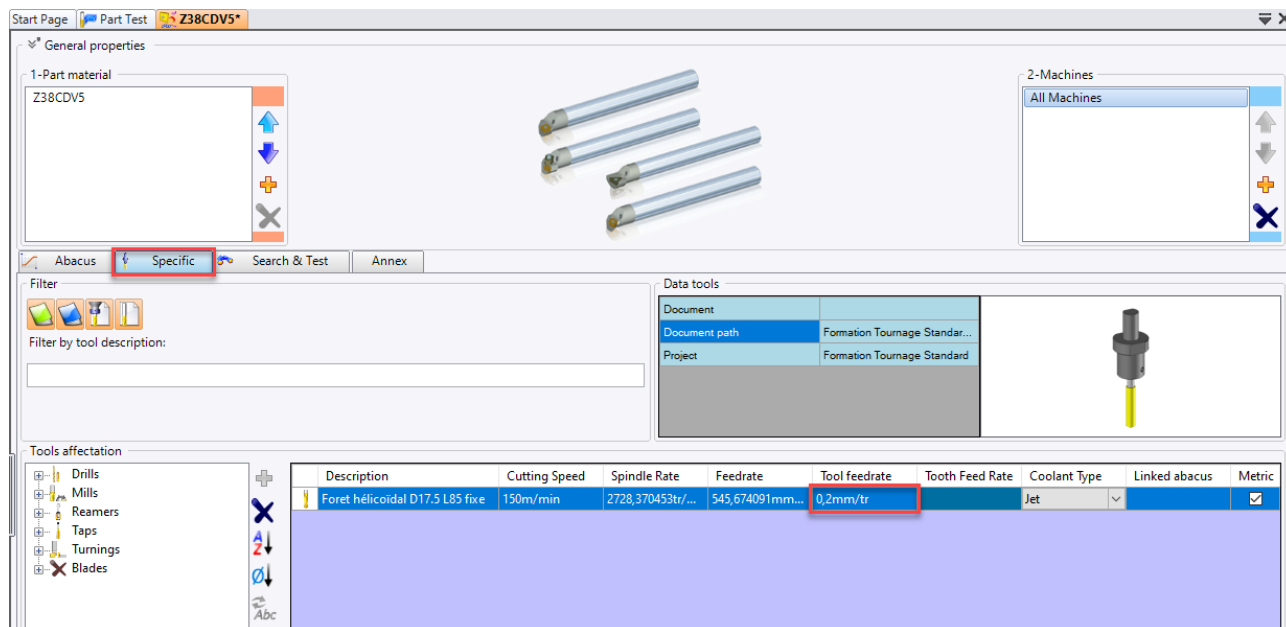 Start Page Part Test Z38CDV5*
General properties
1-Part material
Z38CDV5
2-Machines
All Machines
Abacus Specific Search & Test Annex
Filter
Filter by tool description:
Data tools
Document
Document path Formation Tournage Standar...
Project Formation Tournage Standard
Tools affectation
Drills
Mills
Reamers
Taps
Turnings
Blades
A
Z
Abc
Description Cutting Speed Spindle Rate Feedrate Tool feedrate Tooth Feed Rate Coolant Type Linked abacus Metric
Foret hélicoïdal D17.5 L85 fixe 150m/min 2728,370453tr/... 545,674091mm... 0,2mm/tr Jet